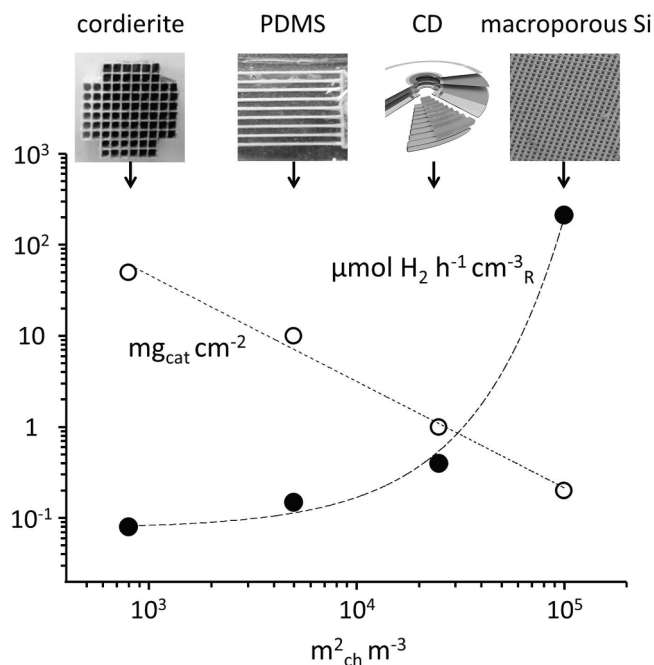 cordierite PDMS CD macroporous Si
10³
10²
μmol H₂ h⁻¹ cm⁻³R
10
mgcat cm⁻²
1
10⁻¹
10³ 10⁴ 10⁵
m²ch m⁻³